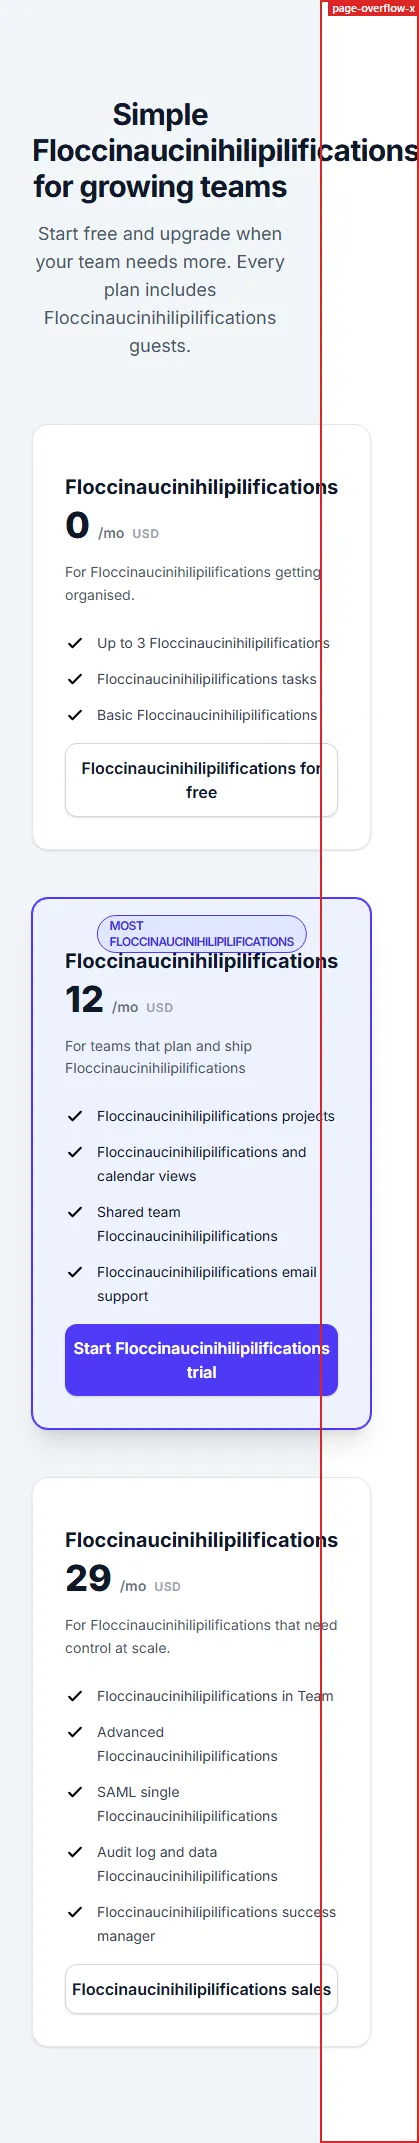 page-overflow-x
Simple
Floccinaucinihilipilifications
for growing teams
Start free and upgrade when
your team needs more. Every
plan includes
Floccinaucinihilipilifications
guests.
Floccinaucinihilipilifications
0 /mo USD
For Floccinaucinihilipilifications getting
organised.
Up to 3 Floccinaucinihilipilifications
Floccinaucinihilipilifications tasks
Basic Floccinaucinihilipilifications
Floccinaucinihilipilifications for
free
MOST
FLOCCINAUCINIHILIPILIFICATIONS
Floccinaucinihilipilifications
12 /mo USD
For teams that plan and ship
Floccinaucinihilipilifications
Floccinaucinihilipilifications projects
Floccinaucinihilipilifications and
calendar views
Shared team
Floccinaucinihilipilifications
Floccinaucinihilipilifications email
support
Start Floccinaucinihilipilifications
trial
Floccinaucinihilipilifications
29 /mo USD
For Floccinaucinihilipilifications that need
control at scale.
Floccinaucinihilipilifications in Team
Advanced
Floccinaucinihilipilifications
SAML single
Floccinaucinihilipilifications
Audit log and data
Floccinaucinihilipilifications
Floccinaucinihilipilifications success
manager
Floccinaucinihilipilifications sales